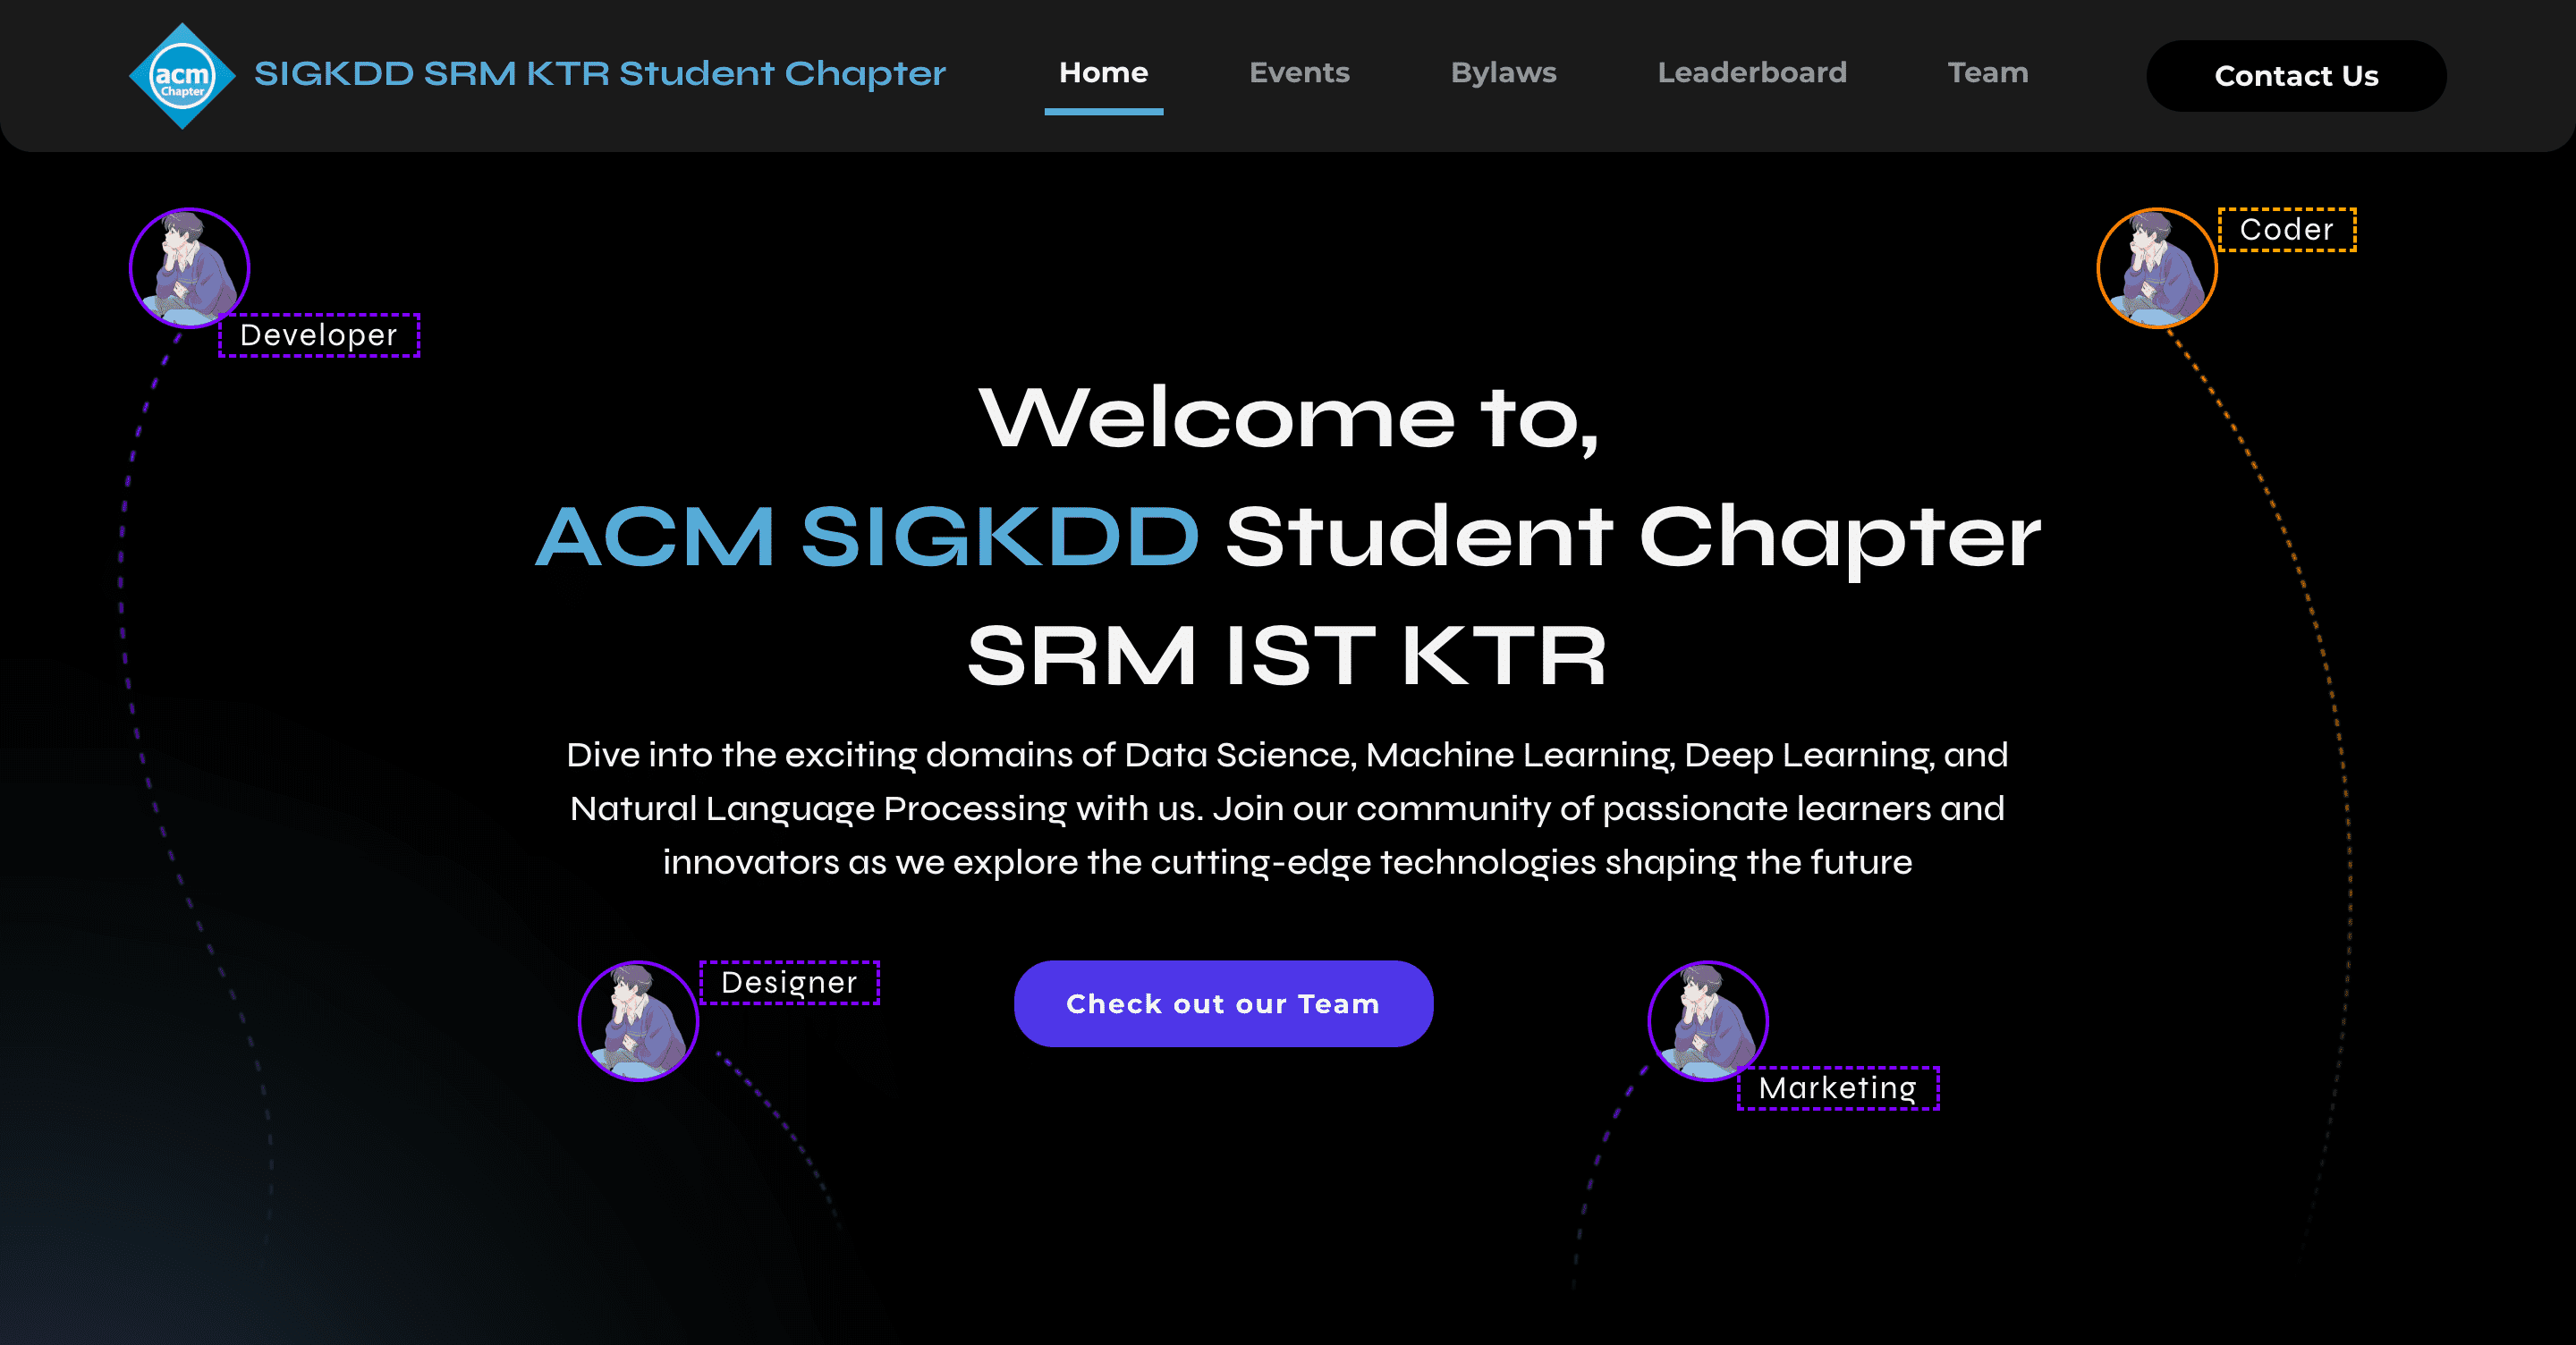 acm
Chapter
SIGKDD SRM KTR Student Chapter
Home
Events
Bylaws
Leaderboard
Team
Contact Us
Coder
Developer
Welcome to,
ACM SIGKDD Student Chapter
SRM IST KTR
Dive into the exciting domains of Data Science, Machine Learning, Deep Learning, and
Natural Language Processing with us. Join our community of passionate learners and
innovators as we explore the cutting-edge technologies shaping the future
Designer
Check out our Team
Marketing